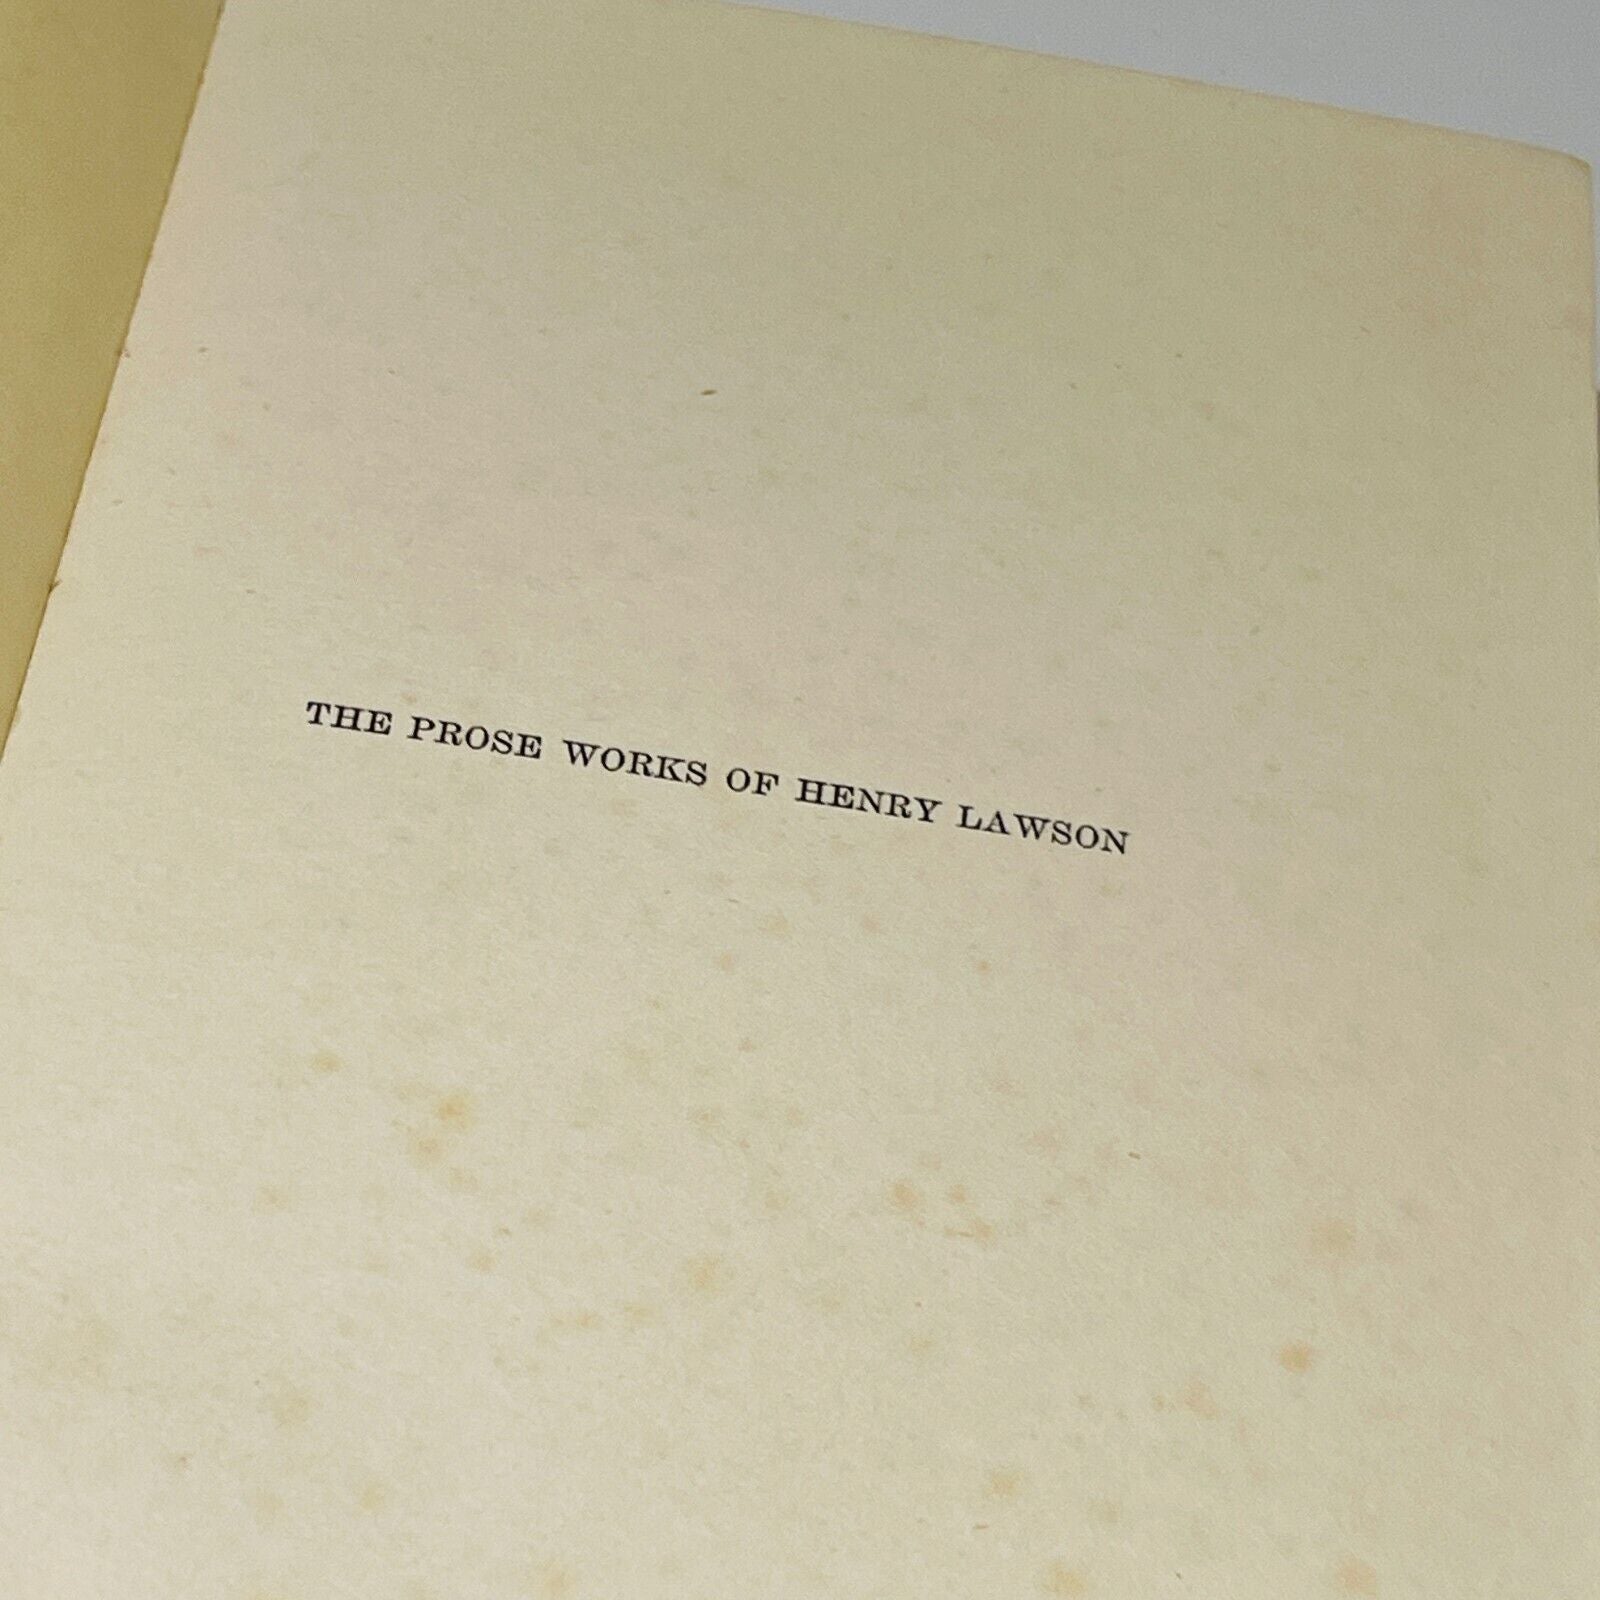 THE PROSE WORKS OF HENRY LAWSON